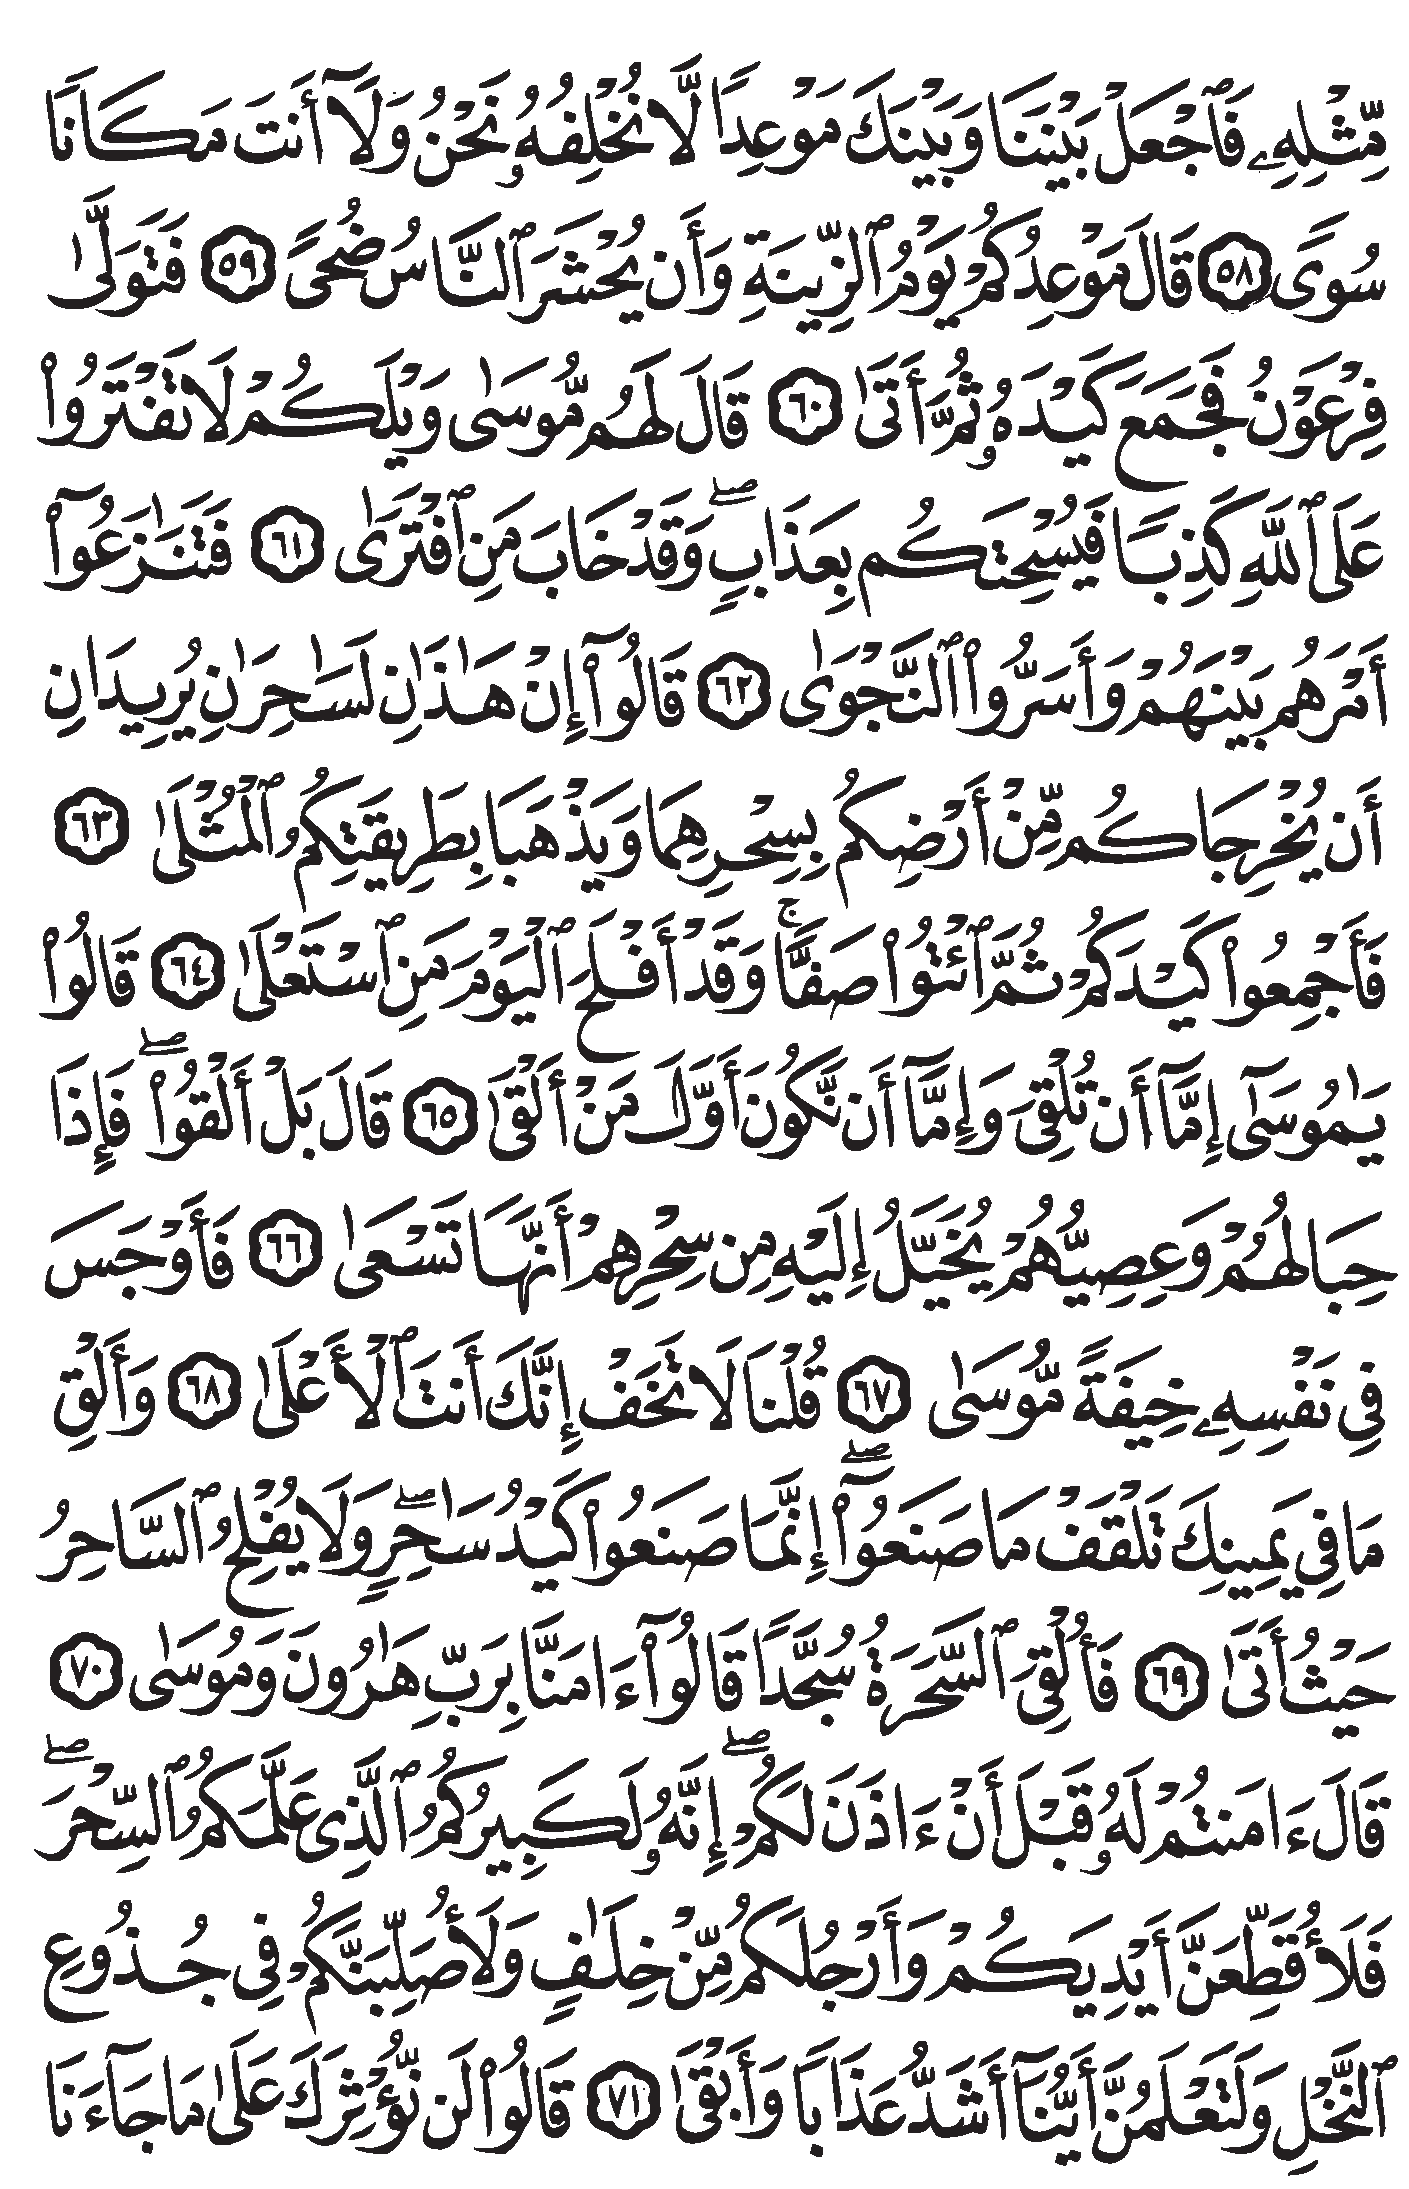 مِّثْلِهِۦ فَٱجْعَلْ بَيْنَنَا وَبَيْنَكَ مَوْعِدًا لَّا نُخْلِفُهُۥ نَحْنُ وَلَآ أَنتَ مَكَانًا
سُوًى ٥٨ قَالَ مَوْعِدُكُمْ يَوْمُ ٱلزِّينَةِ وَأَن يُحْشَرَ ٱلنَّاسُ ضُحًى ٥٩ فَتَوَلَّىٰ
فِرْعَوْنُ فَجَمَعَ كَيْدَهُۥ ثُمَّ أَتَىٰ ٦٠ قَالَ لَهُم مُّوسَىٰ وَيْلَكُمْ لَا تَفْتَرُوا۟
عَلَى ٱللَّهِ كَذِبًا فَيُسْحِتَكُم بِعَذَابٍ ۖ وَقَدْ خَابَ مَنِ ٱفْتَرَىٰ ٦١ فَتَنَٰزَعُوٓا۟
أَمْرَهُم بَيْنَهُمْ وَأَسَرُّوا۟ ٱلنَّجْوَىٰ ٦٢ قَالُوٓا۟ إِنْ هَٰذَٰنِ لَسَٰحِرَٰنِ يُرِيدَانِ
أَن يُخْرِجَاكُم مِّنْ أَرْضِكُم بِسِحْرِهِمَا وَيَذْهَبَا بِطَرِيقَتِكُمُ ٱلْمُثْلَىٰ ٦٣
فَأَجْمِعُوا۟ كَيْدَكُمْ ثُمَّ ٱئْتُوا۟ صَفًّا ۚ وَقَدْ أَفْلَحَ ٱلْيَوْمَ مَنِ ٱسْتَعْلَىٰ ٦٤ قَالُوا۟
يَٰمُوسَىٰٓ إِمَّآ أَن تُلْقِىَ وَإِمَّآ أَن نَّكُونَ أَوَّلَ مَنْ أَلْقَىٰ ٦٥ قَالَ بَلْ أَلْقُوا۟ ۖ فَإِذَا
حِبَالُهُمْ وَعِصِيُّهُمْ يُخَيَّلُ إِلَيْهِ مِن سِحْرِهِمْ أَنَّهَا تَسْعَىٰ ٦٦ فَأَوْجَسَ
فِى نَفْسِهِۦ خِيفَةً مُّوسَىٰ ٦٧ قُلْنَا لَا تَخَفْ إِنَّكَ أَنتَ ٱلْأَعْلَىٰ ٦٨ وَأَلْقِ
مَا فِى يَمِينِكَ تَلْقَفْ مَا صَنَعُوٓا۟ ۖ إِنَّمَا صَنَعُوا۟ كَيْدُ سَٰحِرٍ ۖ وَلَا يُفْلِحُ ٱلسَّاحِرُ
حَيْثُ أَتَىٰ ٦٩ فَأُلْقِىَ ٱلسَّحَرَةُ سُجَّدًا قَالُوٓا۟ ءَامَنَّا بِرَبِّ هَٰرُونَ وَمُوسَىٰ ٧٠
قَالَ ءَامَنتُمْ لَهُۥ قَبْلَ أَنْ ءَاذَنَ لَكُمْ ۖ إِنَّهُۥ لَكَبِيرُكُمُ ٱلَّذِى عَلَّمَكُمُ ٱلسِّحْرَ ۖ
فَلَأُقَطِّعَنَّ أَيْدِيَكُمْ وَأَرْجُلَكُم مِّنْ خِلَٰفٍ وَلَأُصَلِّبَنَّكُمْ فِى جُذُوعِ
ٱلنَّخْلِ وَلَتَعْلَمُنَّ أَيُّنَآ أَشَدُّ عَذَابًا وَأَبْقَىٰ ٧١ قَالُوا۟ لَن نُّؤْثِرَكَ عَلَىٰ مَا جَآءَنَا